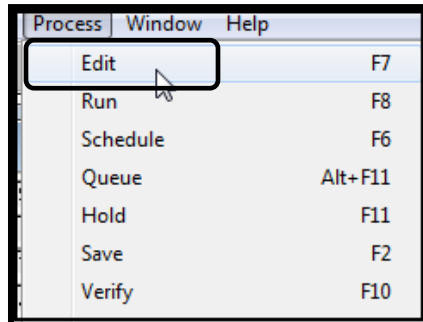 Process Window Help
Edit F7
Run F8
Schedule F6
Queue Alt+F11
Hold F11
Save F2
Verify F10